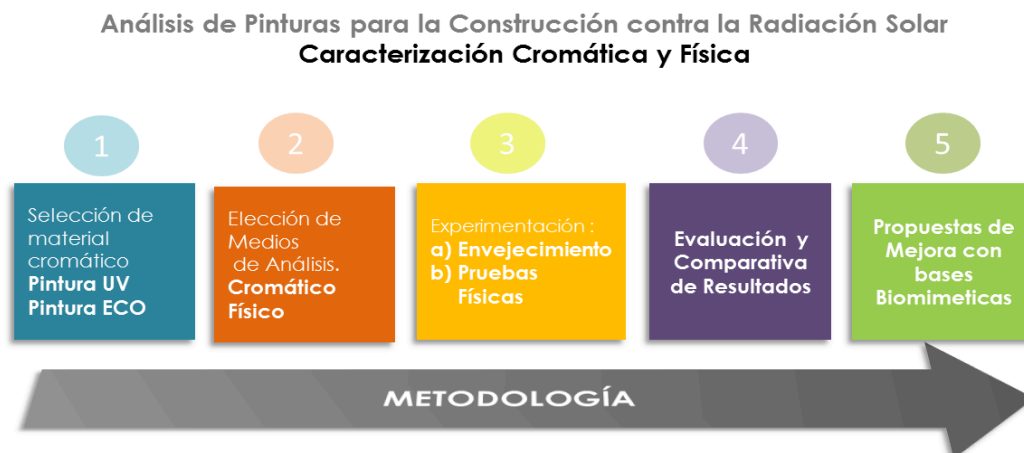 Análisis de Pinturas para la Construcción contra la Radiación Solar
Caracterización Cromática y Física
1
2
3
4
5
Selección de
material
cromático
Pintura UV
Pintura ECO
Elección de
Medios
de Análisis.
Cromático
Físico
Experimentación :
a) Envejecimiento
b) Pruebas
Físicas
Evaluación y
Comparativa
de Resultados
Propuestas de
Mejora con
bases
Biomimeticas
METODOLOGÍA